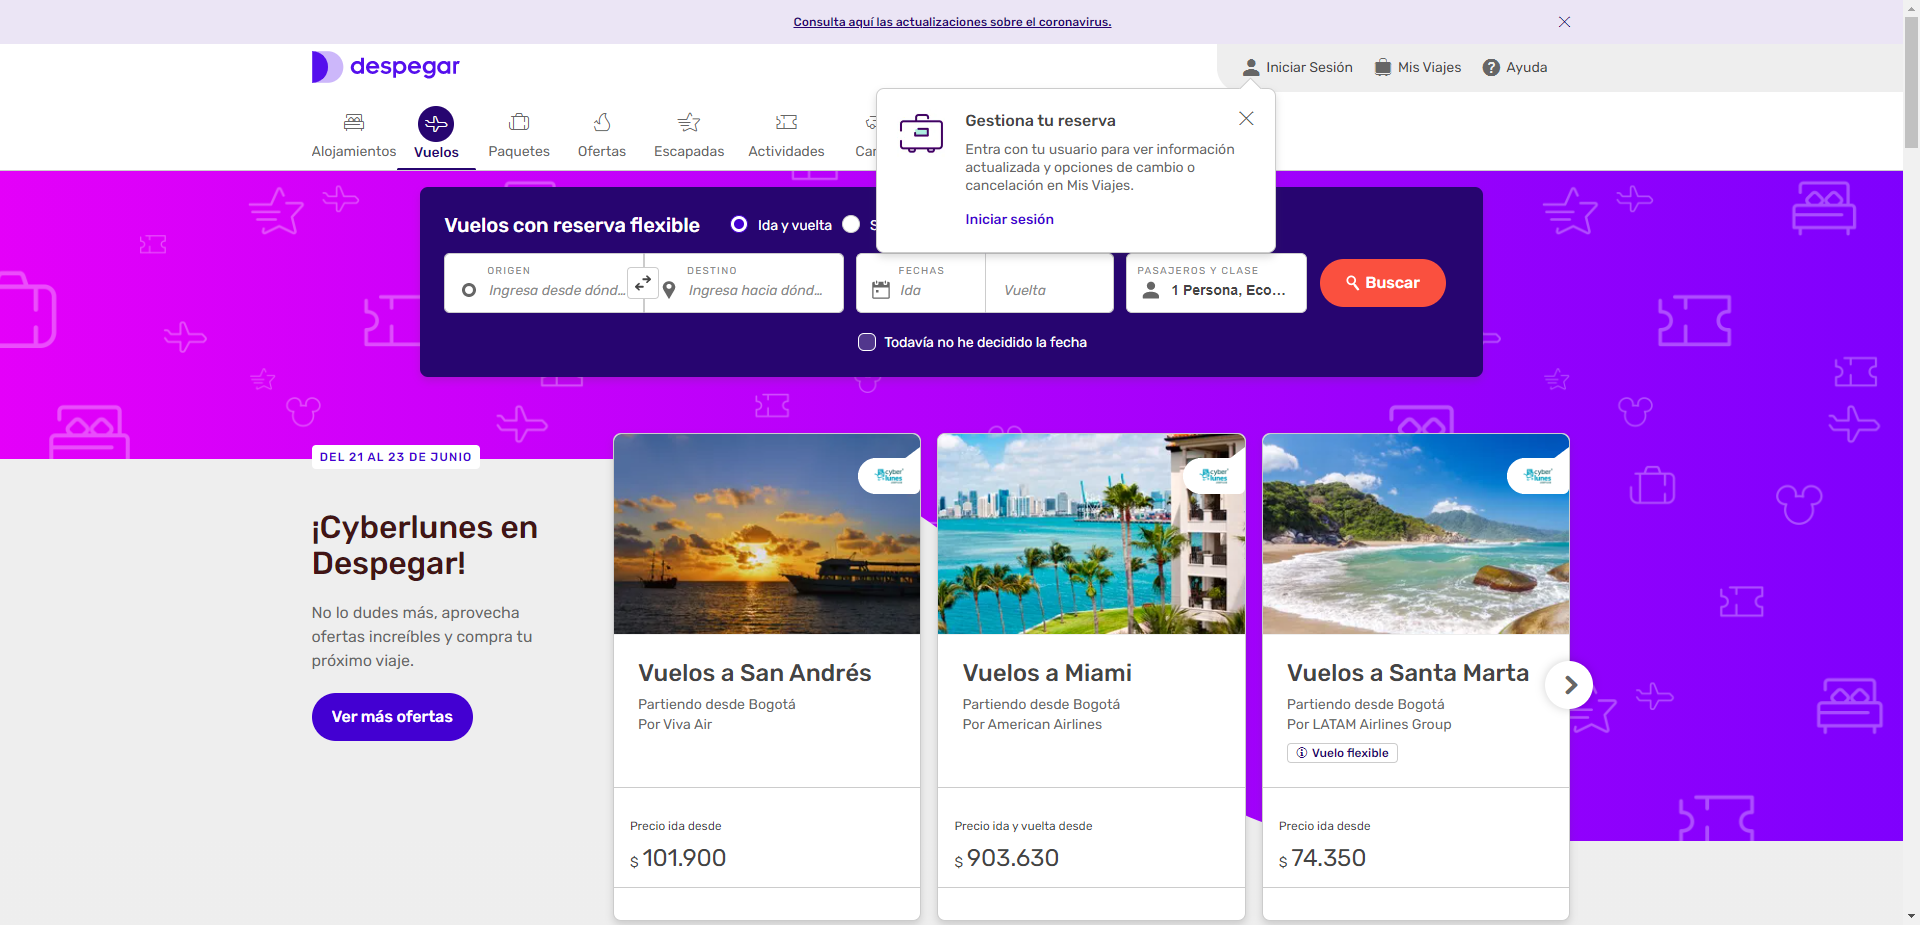 Consulta aquí las actualizaciones sobre el coronavirus.
despegar
Iniciar Sesión
Mis Viajes
Ayuda
Alojamientos
Vuelos
Paquetes
Ofertas
Escapadas
Actividades
Gestiona tu reserva
Entra con tu usuario para ver información
actualizada y opciones de cambio o
cancelación en Mis Viajes.
Iniciar sesión
Vuelos con reserva flexible
Ida y vuelta
ORIGEN
Ingresa desde dónd...
DESTINO
Ingresa hacia dónd...
FECHAS
Ida
Vuelta
PASAJEROS Y CLASE
1 Persona, Eco...
Buscar
Todavía no he decidido la fecha
DEL 21 AL 23 DE JUNIO
¡Cyberlunes en
Despegar!
No lo dudes más, aprovecha
ofertas increíbles y compra tu
próximo viaje.
Ver más ofertas
cyber
lunes
Vuelos a San Andrés
Partiendo desde Bogotá
Por Viva Air
Precio ida desde
$ 101.900
cyber
lunes
Vuelos a Miami
Partiendo desde Bogotá
Por American Airlines
Precio ida y vuelta desde
$ 903.630
cyber
lunes
Vuelos a Santa Marta
Partiendo desde Bogotá
Por LATAM Airlines Group
Vuelo flexible
Precio ida desde
$ 74.350